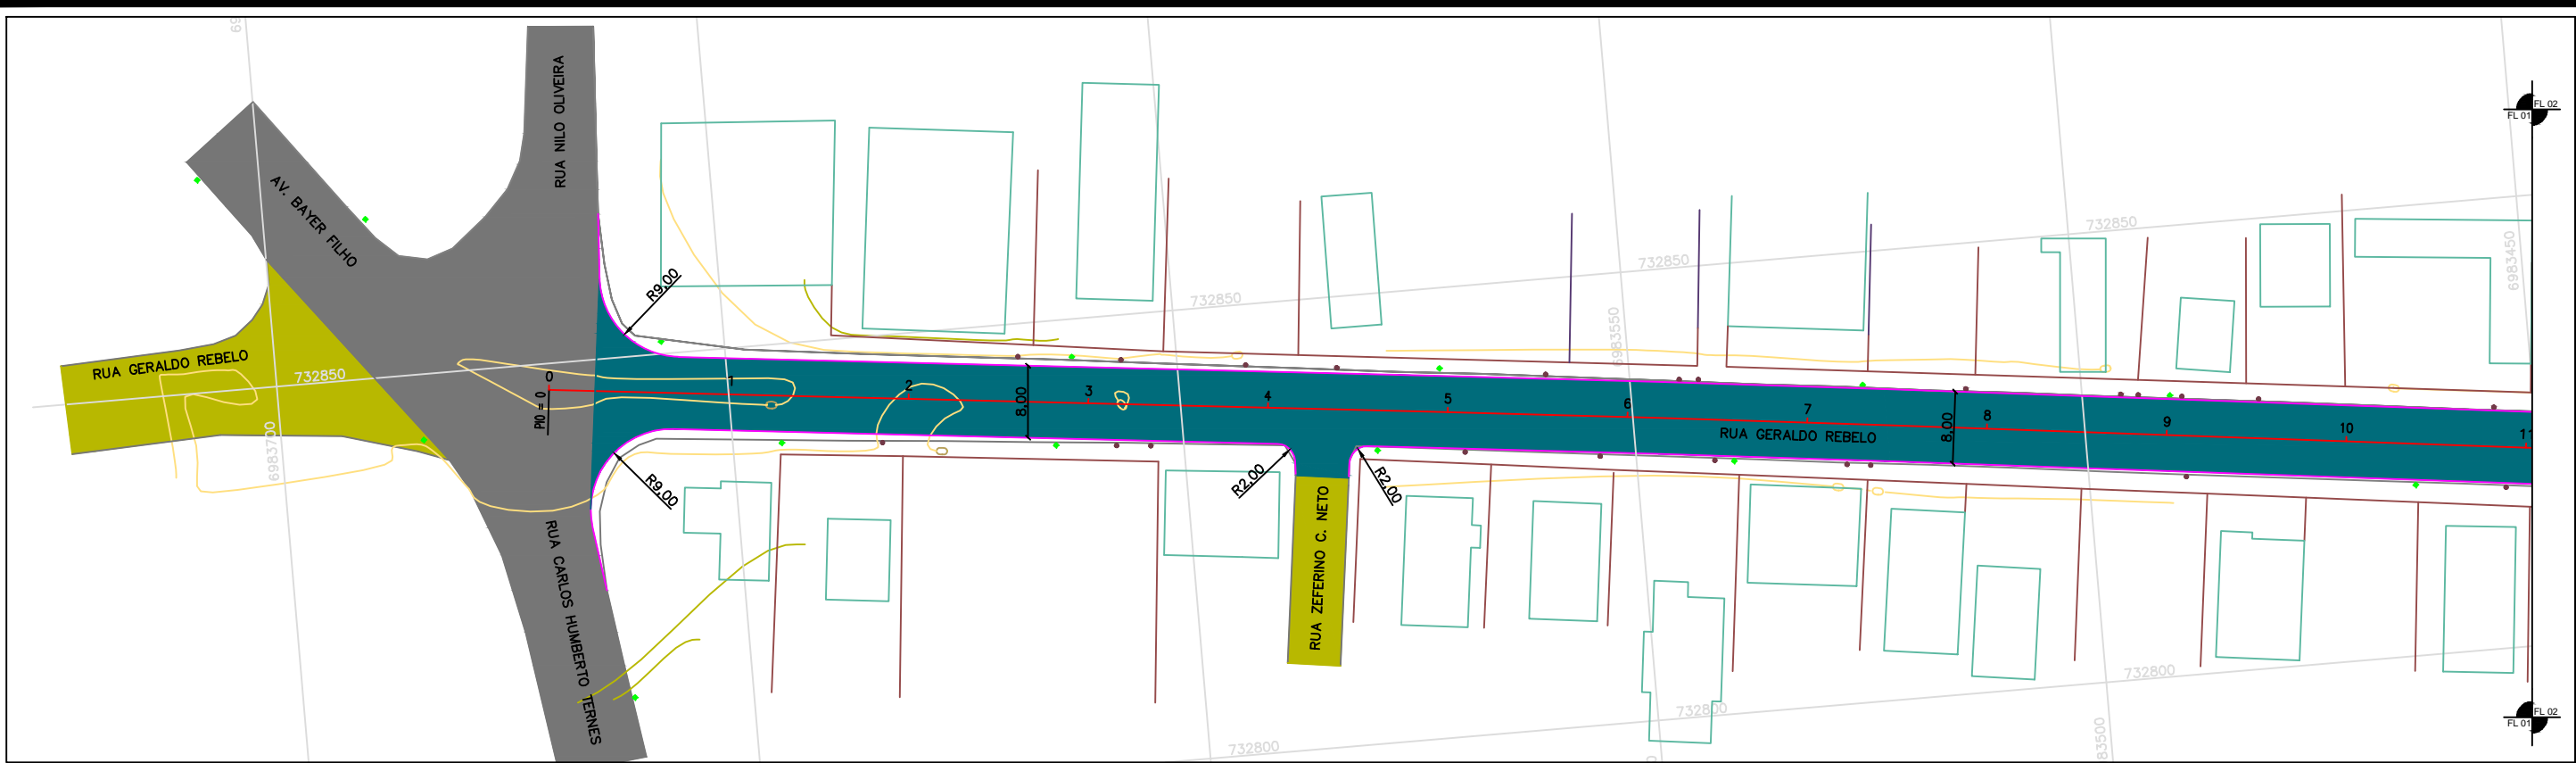 RUA NILO OLIVEIRA
AV. BAYER FILHO
RUA GERALDO REBELO
RUA CARLOS HUMBERTO TERNES
RUA ZEFERINO C. NETO
RUA GERALDO REBELO
PI0 = 0
0
1
2
3
4
5
6
7
8
9
10
11
R9,00
R9,00
R2,00
R2,00
8,00
8,00
732850
732850
732850
732850
732800
732800
732800
6983700
6983550
6983450
FL 02
FL 01
FL 02
FL 01